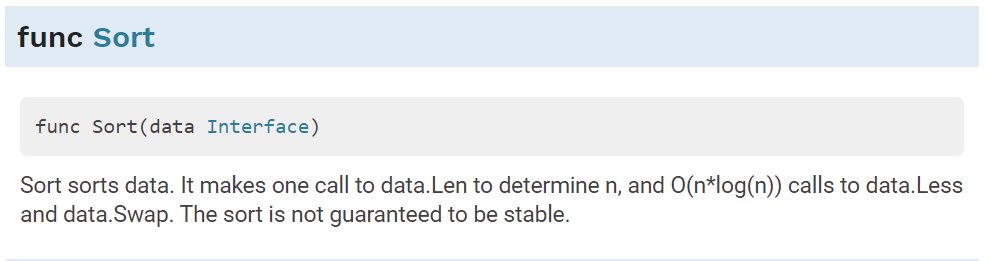 func Sort
func Sort(data Interface)
Sort sorts data. It makes one call to data.Len to determine n, and O(n*log(n)) calls to data.Less
and data.Swap. The sort is not guaranteed to be stable.